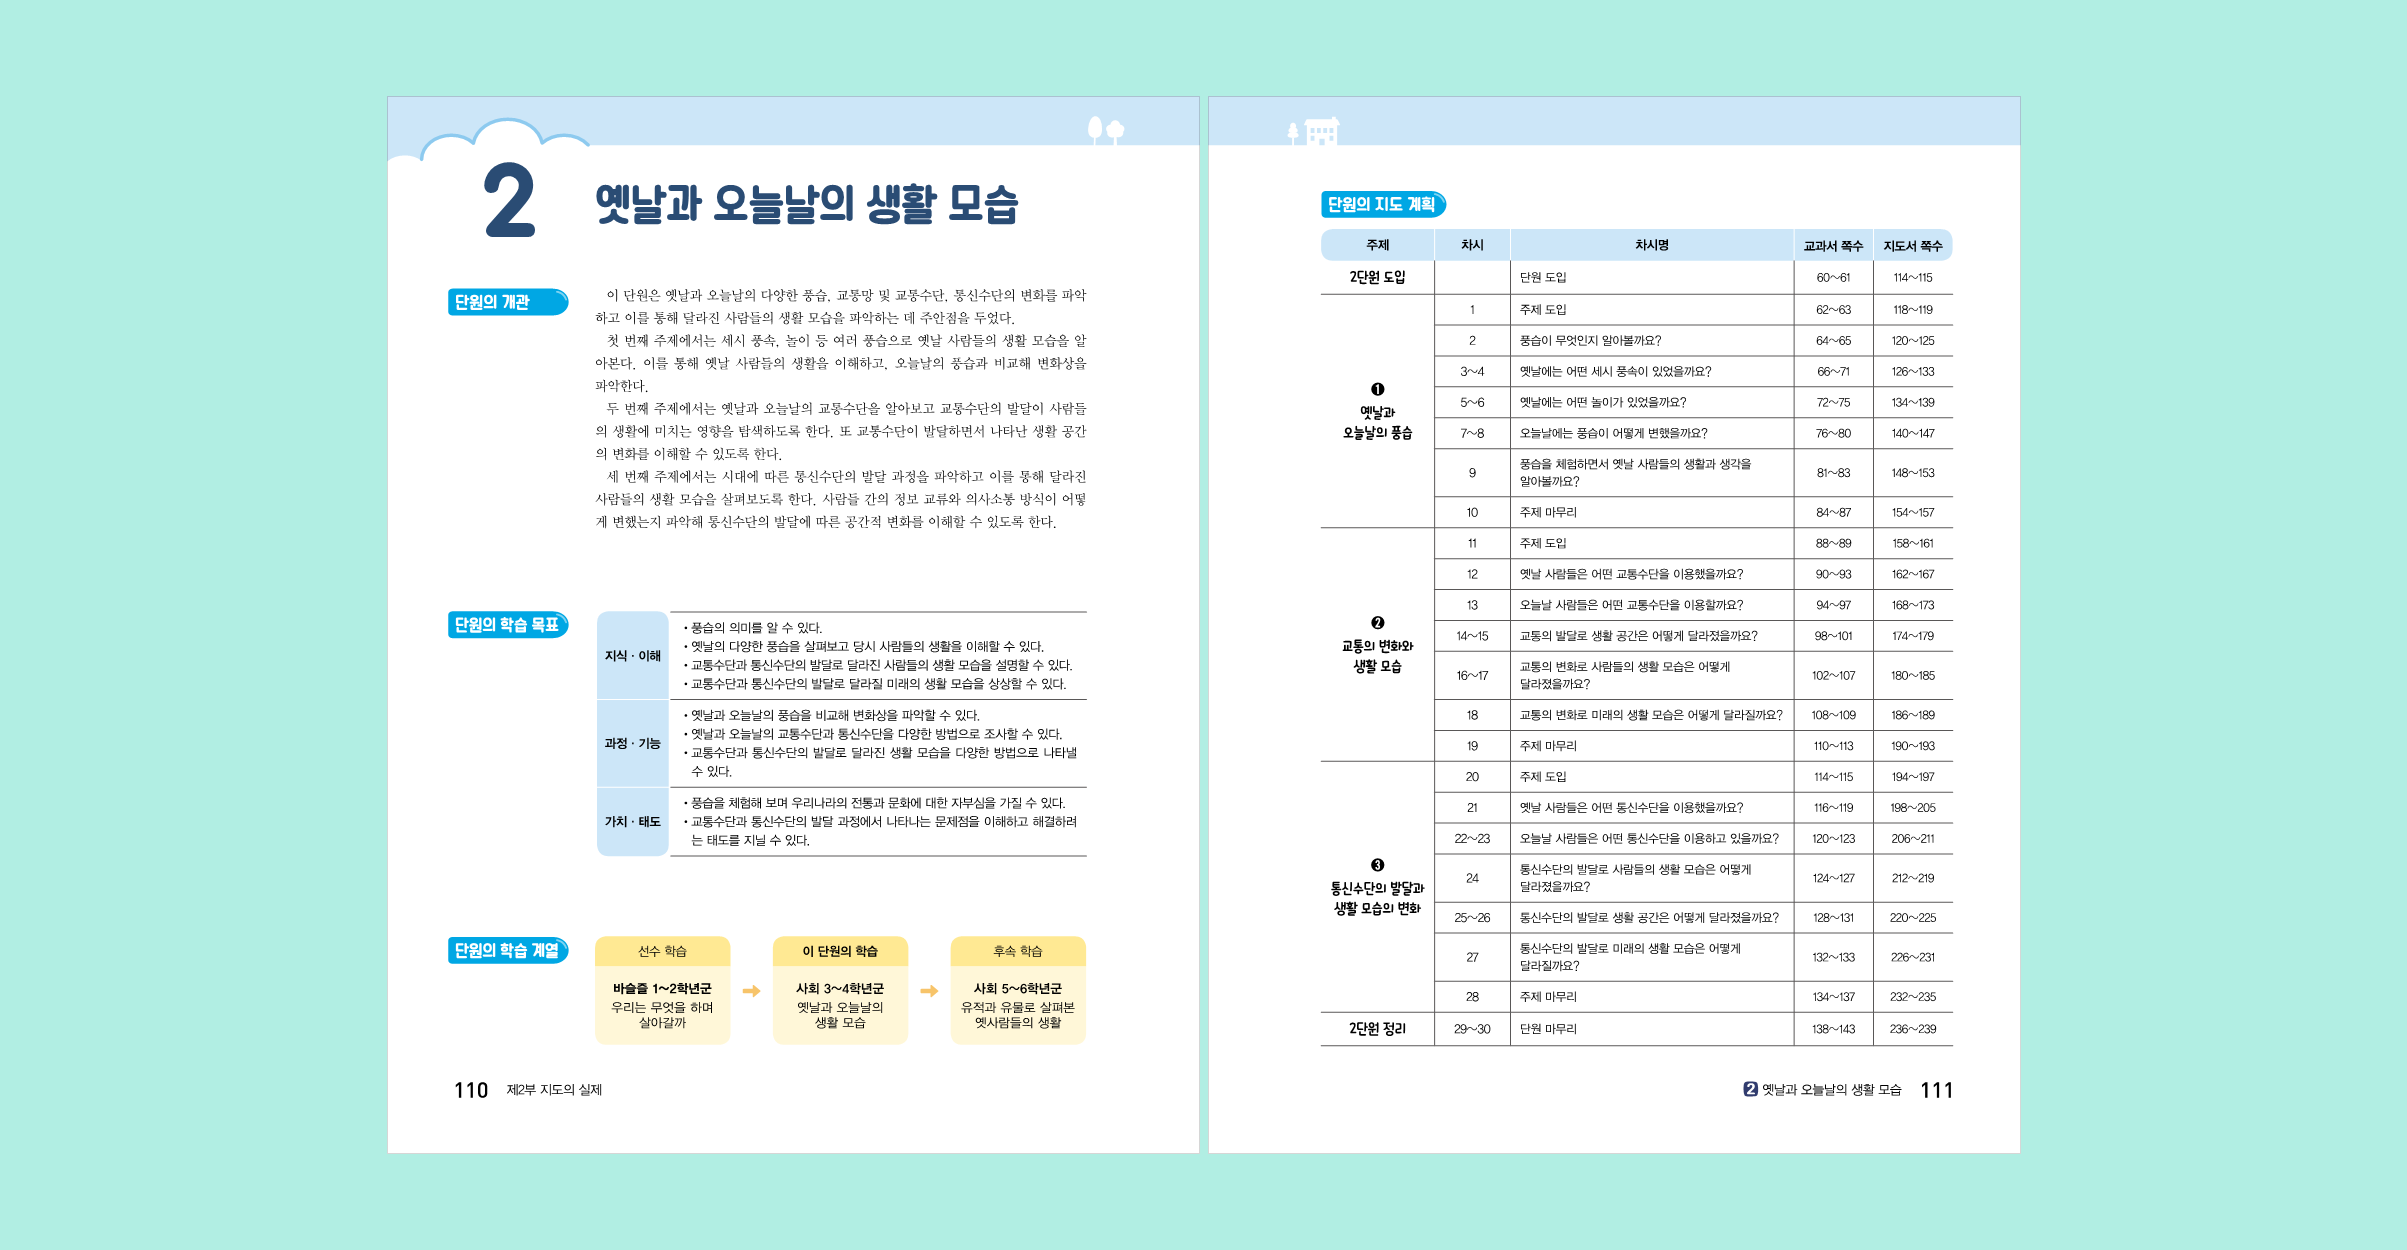 2
옛날과 오늘날의 생활 모습
단원의 개관
이 단원은 옛날과 오늘날의 다양한 풍습, 교통망 및 교통수단, 통신수단의 변화를 파악
하고 이를 통해 달라진 사람들의 생활 모습을 파악하는 데 주안점을 두었다.
첫 번째 주제에서는 세시 풍속, 놀이 등 여러 풍습으로 옛날 사람들의 생활 모습을 알
아본다. 이를 통해 옛날 사람들의 생활을 이해하고, 오늘날의 풍습과 비교해 변화상을
파악한다.
두 번째 주제에서는 옛날과 오늘날의 교통수단을 알아보고 교통수단의 발달이 사람들
의 생활에 미치는 영향을 탐색하도록 한다. 또 교통수단이 발달하면서 나타난 생활 공간
의 변화를 이해할 수 있도록 한다.
세 번째 주제에서는 시대에 따른 통신수단의 발달 과정을 파악하고 이를 통해 달라진
사람들의 생활 모습을 살펴보도록 한다. 사람들 간의 정보 교류와 의사소통 방식이 어떻
게 변했는지 파악해 통신수단의 발달에 따른 공간적 변화를 이해할 수 있도록 한다.
단원의 학습 목표
지식 · 이해
• 풍습의 의미를 알 수 있다.
• 옛날의 다양한 풍습을 살펴보고 당시 사람들의 생활을 이해할 수 있다.
• 교통수단과 통신수단의 발달로 달라진 사람들의 생활 모습을 설명할 수 있다.
• 교통수단과 통신수단의 발달로 달라질 미래의 생활 모습을 상상할 수 있다.
과정 · 기능
• 옛날과 오늘날의 풍습을 비교해 변화상을 파악할 수 있다.
• 옛날과 오늘날의 교통수단과 통신수단을 다양한 방법으로 조사할 수 있다.
• 교통수단과 통신수단의 발달로 달라진 생활 모습을 다양한 방법으로 나타낼
수 있다.
가치 · 태도
• 풍습을 체험해 보며 우리나라의 전통과 문화에 대한 자부심을 가질 수 있다.
• 교통수단과 통신수단의 발달 과정에서 나타나는 문제점을 이해하고 해결하려
는 태도를 지닐 수 있다.
단원의 학습 계열
선수 학습
바슬즐 1~2학년군
우리는 무엇을 하며
살아갈까
이 단원의 학습
사회 3~4학년군
옛날과 오늘날의
생활 모습
후속 학습
사회 5~6학년군
유적과 유물로 살펴본
옛사람들의 생활
110 제2부 지도의 실제
단원의 지도 계획
주제 차시 차시명 교과서 쪽수 지도서 쪽수
2단원 도입 단원 도입 60~61 114~115
❶
옛날과
오늘날의 풍습
1 주제 도입 62~63 118~119
2 풍습이 무엇인지 알아볼까요? 64~65 120~125
3~4 옛날에는 어떤 세시 풍속이 있었을까요? 66~71 126~133
5~6 옛날에는 어떤 놀이가 있었을까요? 72~75 134~139
7~8 오늘날에는 풍습이 어떻게 변했을까요? 76~80 140~147
9 풍습을 체험하면서 옛날 사람들의 생활과 생각을
알아볼까요? 81~83 148~153
10 주제 마무리 84~87 154~157
❷
교통의 변화와
생활 모습
11 주제 도입 88~89 158~161
12 옛날 사람들은 어떤 교통수단을 이용했을까요? 90~93 162~167
13 오늘날 사람들은 어떤 교통수단을 이용할까요? 94~97 168~173
14~15 교통의 발달로 생활 공간은 어떻게 달라졌을까요? 98~101 174~179
16~17 교통의 변화로 사람들의 생활 모습은 어떻게
달라졌을까요? 102~107 180~185
18 교통의 변화로 미래의 생활 모습은 어떻게 달라질까요? 108~109 186~189
19 주제 마무리 110~113 190~193
❸
통신수단의 발달과
생활 모습의 변화
20 주제 도입 114~115 194~197
21 옛날 사람들은 어떤 통신수단을 이용했을까요? 116~119 198~205
22~23 오늘날 사람들은 어떤 통신수단을 이용하고 있을까요? 120~123 206~211
24 통신수단의 발달로 사람들의 생활 모습은 어떻게
달라졌을까요? 124~127 212~219
25~26 통신수단의 발달로 생활 공간은 어떻게 달라졌을까요? 128~131 220~225
27 통신수단의 발달로 미래의 생활 모습은 어떻게
달라질까요? 132~133 226~231
28 주제 마무리 134~137 232~235
2단원 정리 29~30 단원 마무리 138~143 236~239
2 옛날과 오늘날의 생활 모습 111